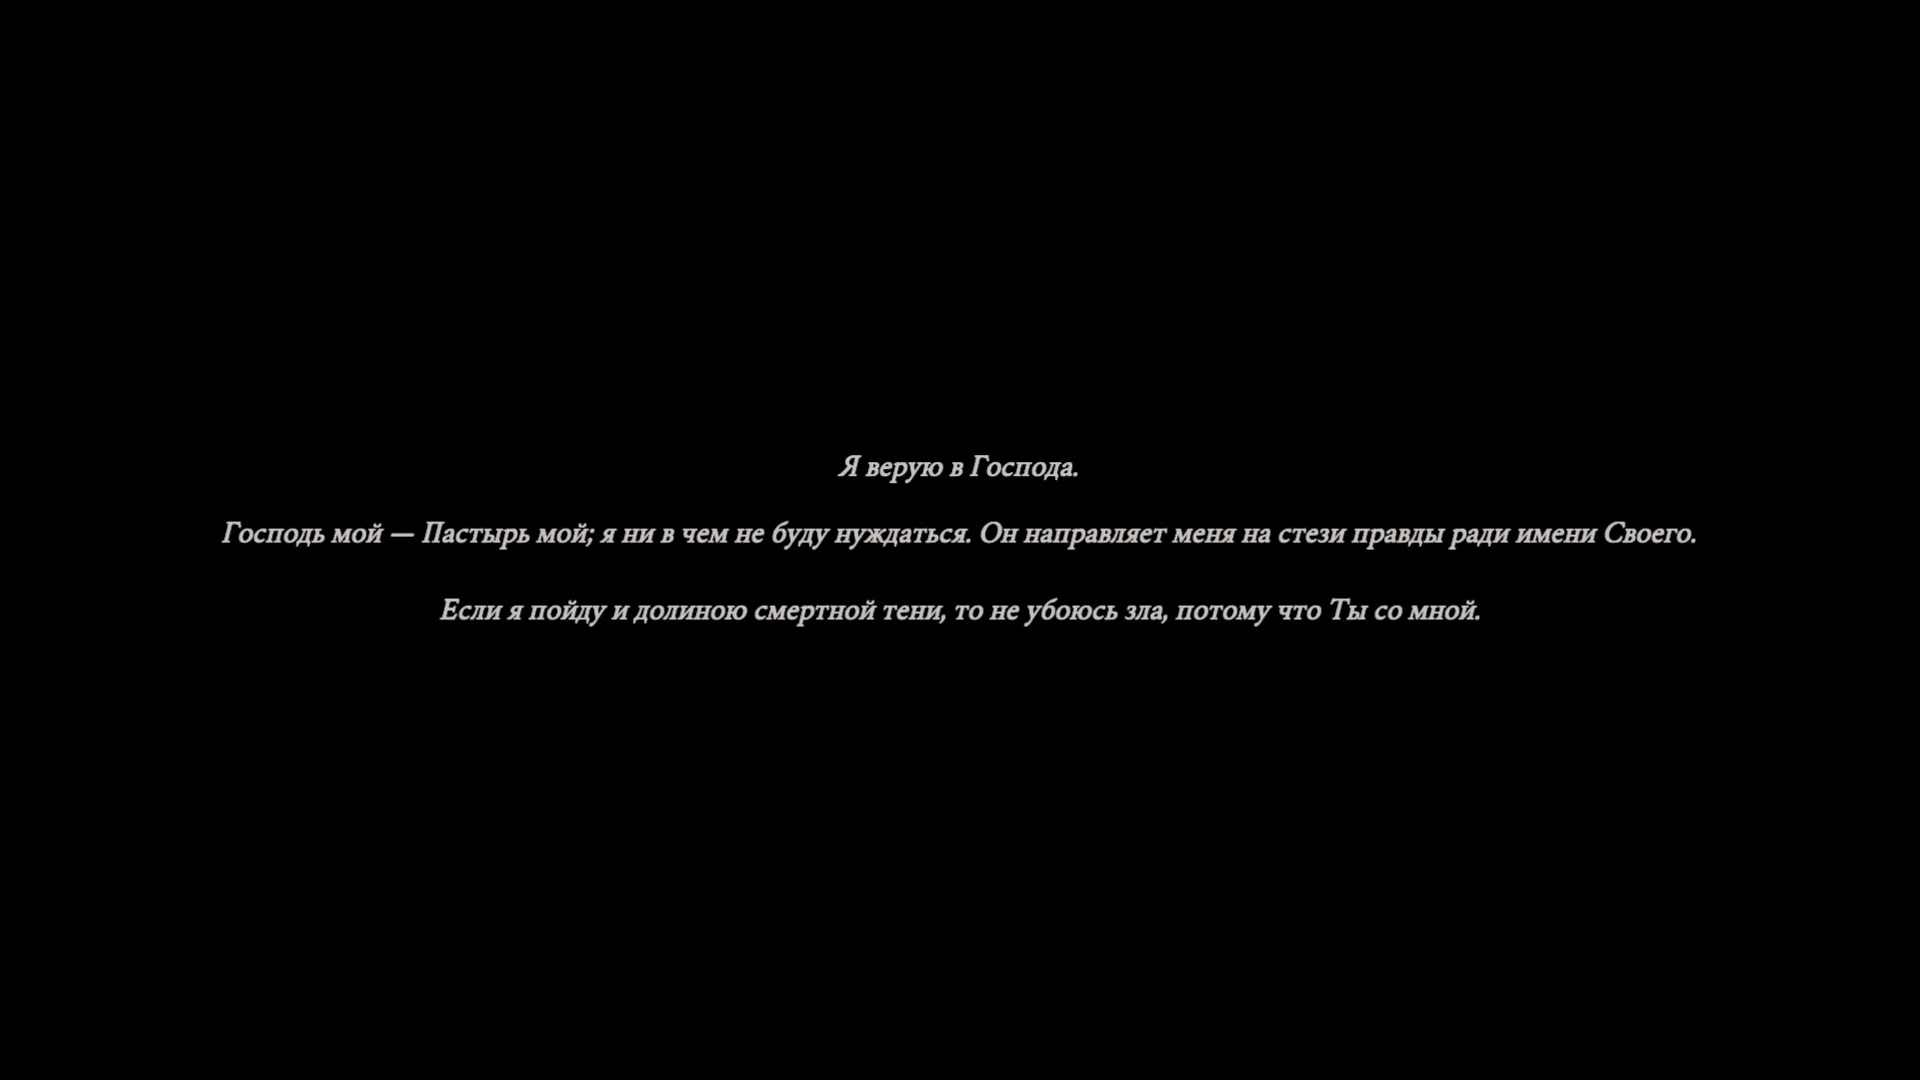 Я верую в Господа.
Господь мой — Пастырь мой; я ни в чем не буду нуждаться. Он направляет меня на стези правды ради имени Своего.
Если я пойду и долиною смертной тени, то не убоюсь зла, потому что Ты со мной.